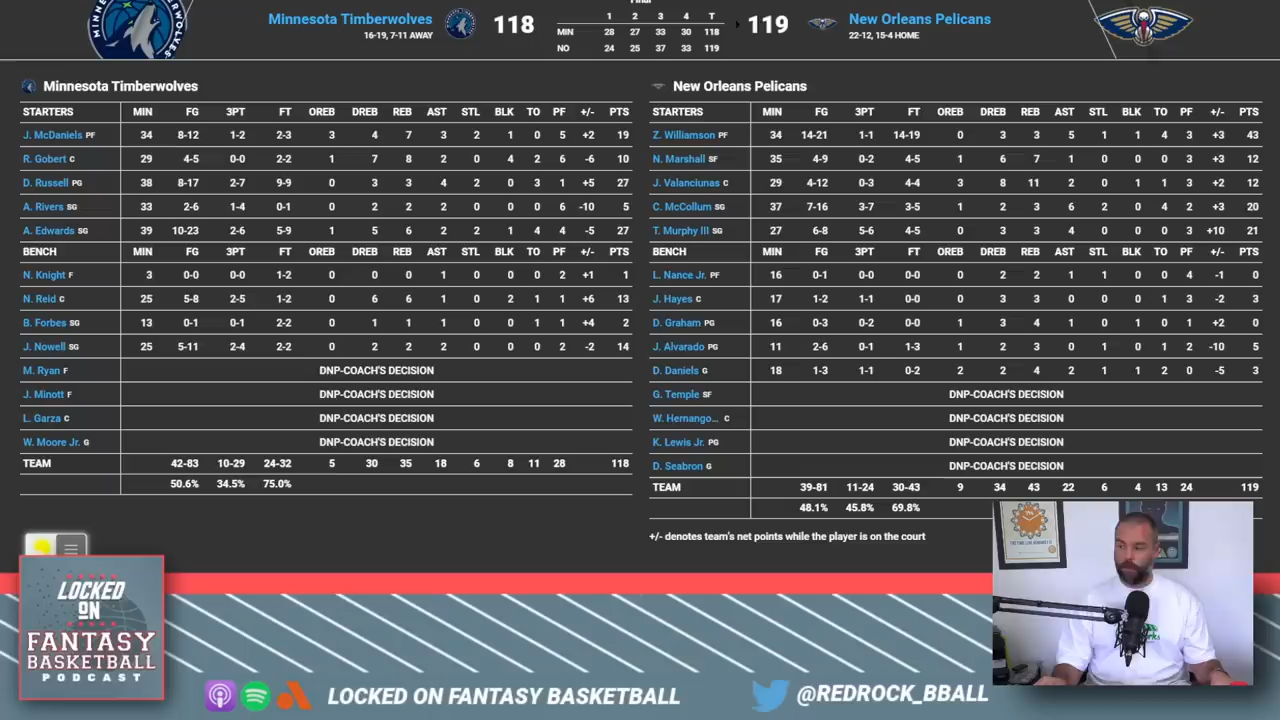 Final
Minnesota Timberwolves
16-19, 7-11 AWAY
118
1 2 3 4 T
MIN 28 27 33 30 118
NO 24 25 37 33 119
119
New Orleans Pelicans
22-12, 15-4 HOME
Minnesota Timberwolves
STARTERS MIN FG 3PT FT OREB DREB REB AST STL BLK TO PF +/- PTS
J. McDaniels PF 34 8-12 1-2 2-3 3 4 7 3 2 1 0 5 +2 19
R. Gobert C 29 4-5 0-0 2-2 1 7 8 2 0 4 2 6 -6 10
D. Russell PG 38 8-17 2-7 9-9 0 3 3 4 2 0 3 1 +5 27
A. Rivers SG 33 2-6 1-4 0-1 0 2 2 2 0 0 0 6 -10 5
A. Edwards SG 39 10-23 2-6 5-9 1 5 6 2 2 1 4 4 -5 27
BENCH MIN FG 3PT FT OREB DREB REB AST STL BLK TO PF +/- PTS
N. Knight F 3 0-0 0-0 1-2 0 0 0 1 0 0 0 2 +1 1
N. Reid C 25 5-8 2-5 1-2 0 6 6 1 0 2 1 1 +6 13
B. Forbes SG 13 0-1 0-1 2-2 0 1 1 1 0 0 1 1 +4 2
J. Nowell SG 25 5-11 2-4 2-2 0 2 2 2 0 0 0 2 -2 14
M. Ryan F DNP-COACH'S DECISION
J. Minott F DNP-COACH'S DECISION
L. Garza C DNP-COACH'S DECISION
W. Moore Jr. G DNP-COACH'S DECISION
TEAM 42-83 10-29 24-32 5 30 35 18 6 8 11 28 118
50.6% 34.5% 75.0%
New Orleans Pelicans
STARTERS MIN FG 3PT FT OREB DREB REB AST STL BLK TO PF +/- PTS
Z. Williamson PF 34 14-21 1-1 14-19 0 3 3 5 1 1 4 3 +3 43
N. Marshall SF 35 4-9 0-2 4-5 1 6 7 1 0 0 0 3 +3 12
J. Valanciunas C 29 4-12 0-3 4-4 3 8 11 2 0 1 1 3 +2 12
C. McCollum SG 37 7-16 3-7 3-5 1 2 3 6 2 0 4 2 +3 20
T. Murphy III SG 27 6-8 5-6 4-5 0 3 3 4 0 0 0 3 +10 21
BENCH MIN FG 3PT FT OREB DREB REB AST STL BLK TO PF +/- PTS
L. Nance Jr. PF 16 0-1 0-0 0-0 0 2 2 1 1 0 0 4 -1 0
J. Hayes C 17 1-2 1-1 0-0 0 3 3 0 0 0 1 3 -2 3
D. Graham PG 16 0-3 0-2 0-0 1 3 4 1 0 1 0 1 +2 0
J. Alvarado PG 11 2-6 0-1 1-3 1 2 3 0 1 0 1 2 -10 5
D. Daniels G 18 1-3 1-1 0-2 2 2 4 2 1 1 2 0 -5 3
G. Temple SF DNP-COACH'S DECISION
W. Hernango... C DNP-COACH'S DECISION
K. Lewis Jr. PG DNP-COACH'S DECISION
D. Seabron G DNP-COACH'S DECISION
TEAM 39-81 11-24 30-43 9 34 43 22 6 4 13 24 119
48.1% 45.8% 69.8%
+/- denotes team's net points while the player is on the court
LOCKED
ON
FANTASY
BASKETBALL
PODCAST
LOCKED ON FANTASY BASKETBALL
@REDROCK_BBALL